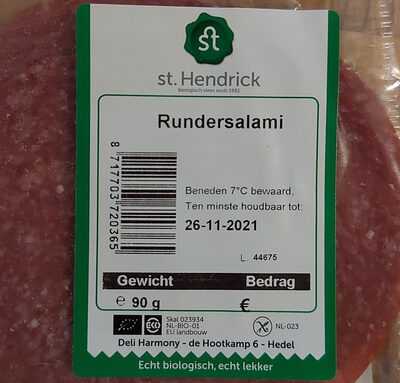 st
st. Hendrick
biologisch vlees sinds 1981
Rundersalami
8 717703 720365
Beneden 7°C bewaard.
Ten minste houdbaar tot:
26-11-2021
L 44675
Gewicht Bedrag
e 90 g €
EKO
Skal 023934
NL-BIO-01
EU landbouw
NL-023
Deli Harmony - de Hootkamp 6 - Hedel
Echt biologisch, echt lekker